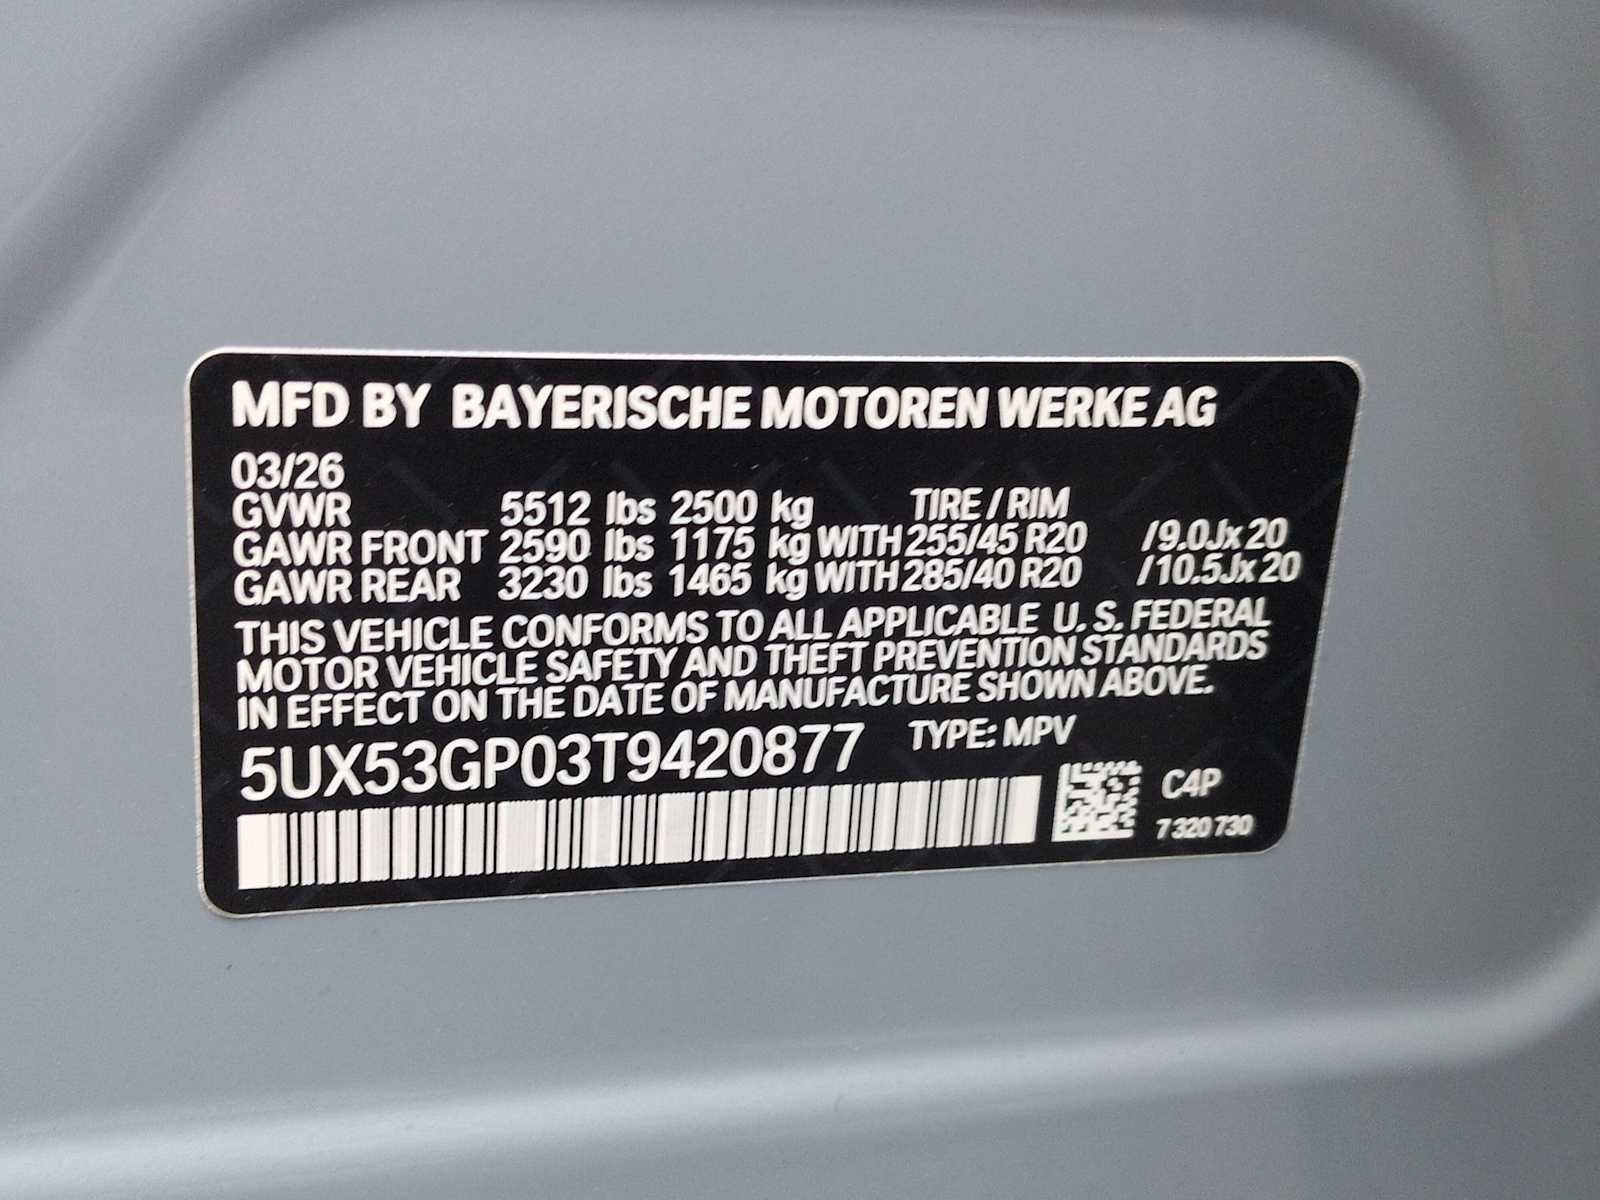 MFD BY BAYERISCHE MOTOREN WERKE AG
03/26
GVWR 5512 lbs 2500 kg TIRE / RIM
GAWR FRONT 2590 lbs 1175 kg WITH 255/45 R20 /9.0Jx20
GAWR REAR 3230 lbs 1465 kg WITH 285/40 R20 /10.5Jx20
THIS VEHICLE CONFORMS TO ALL APPLICABLE U.S. FEDERAL
MOTOR VEHICLE SAFETY AND THEFT PREVENTION STANDARDS
IN EFFECT ON THE DATE OF MANUFACTURE SHOWN ABOVE.
5UX53GP03T9420877 TYPE: MPV
C4P
7 320 730